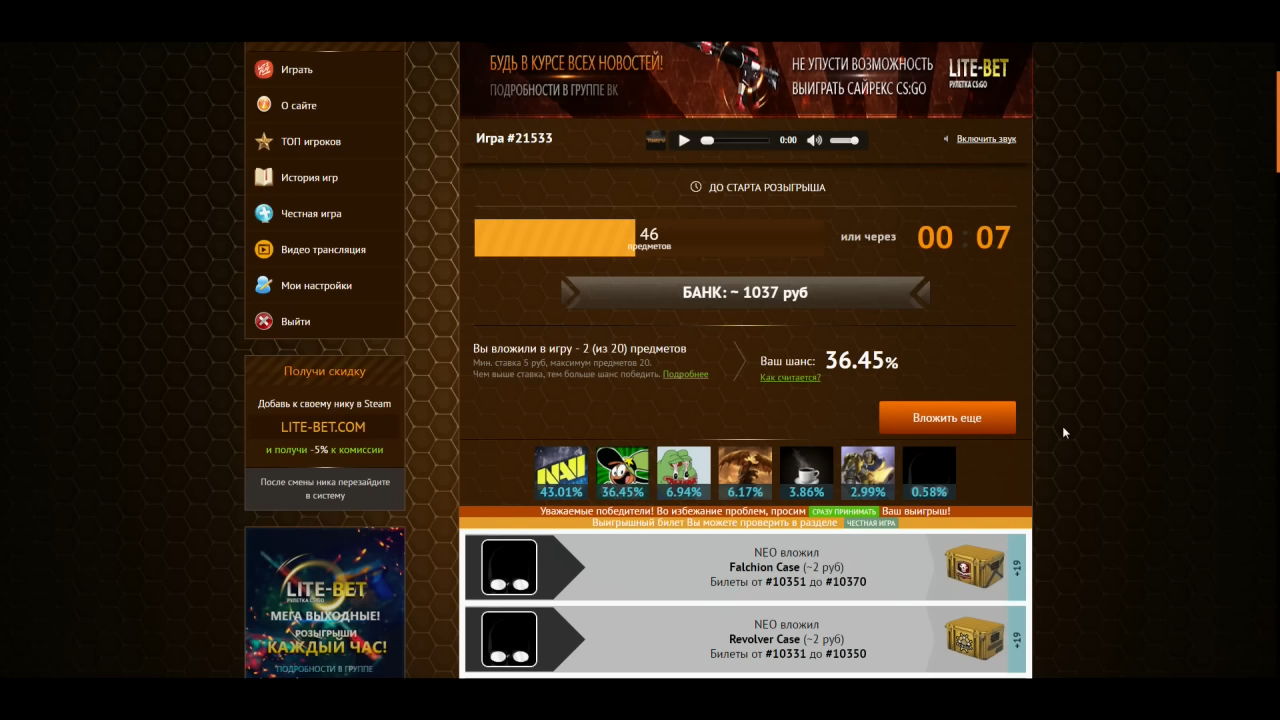 Играть
О сайте
ТОП игроков
История игр
Честная игра
Видео трансляция
Мои настройки
Выйти
Получи скидку
Добавь к своему нику в Steam
LITE-BET.COM
и получи -5% к комиссии
После смены ника перезайдите
в систему
LITE-BET
РУЛЕТКА CS:GO
МЕГА ВЫХОДНЫЕ!
РОЗЫГРЫШИ
КАЖДЫЙ ЧАС!
ПОДРОБНОСТИ В ГРУППЕ
БУДЬ В КУРСЕ ВСЕХ НОВОСТЕЙ!
ПОДРОБНОСТИ В ГРУППЕ ВК
НЕ УПУСТИ ВОЗМОЖНОСТЬ
ВЫИГРАТЬ САЙРЕКС CS:GO
LITE-BET
РУЛЕТКА CS:GO
Игра #21533
0:00
Включить звук
ДО СТАРТА РОЗЫГРЫША
46
предметов
или через
00 : 07
БАНК: ~ 1037 руб
Вы вложили в игру - 2 (из 20) предметов
Мин. ставка 5 руб, максимум предметов 20.
Чем выше ставка, тем больше шанс победить. Подробнее
Ваш шанс: 36.45%
Как считается?
Вложить еще
NAVI
43.01% 36.45% 6.94% 6.17% 3.86% 2.99% 0.58%
Уважаемые победители! Во избежание проблем, просим СРАЗУ ПРИНИМАТЬ Ваш выигрыш!
Выигрышный билет Вы можете проверить в разделе ЧЕСТНАЯ ИГРА
NEO вложил
Falchion Case (~2 руб)
Билеты от #10351 до #10370
+19
NEO вложил
Revolver Case (~2 руб)
Билеты от #10331 до #10350
+19